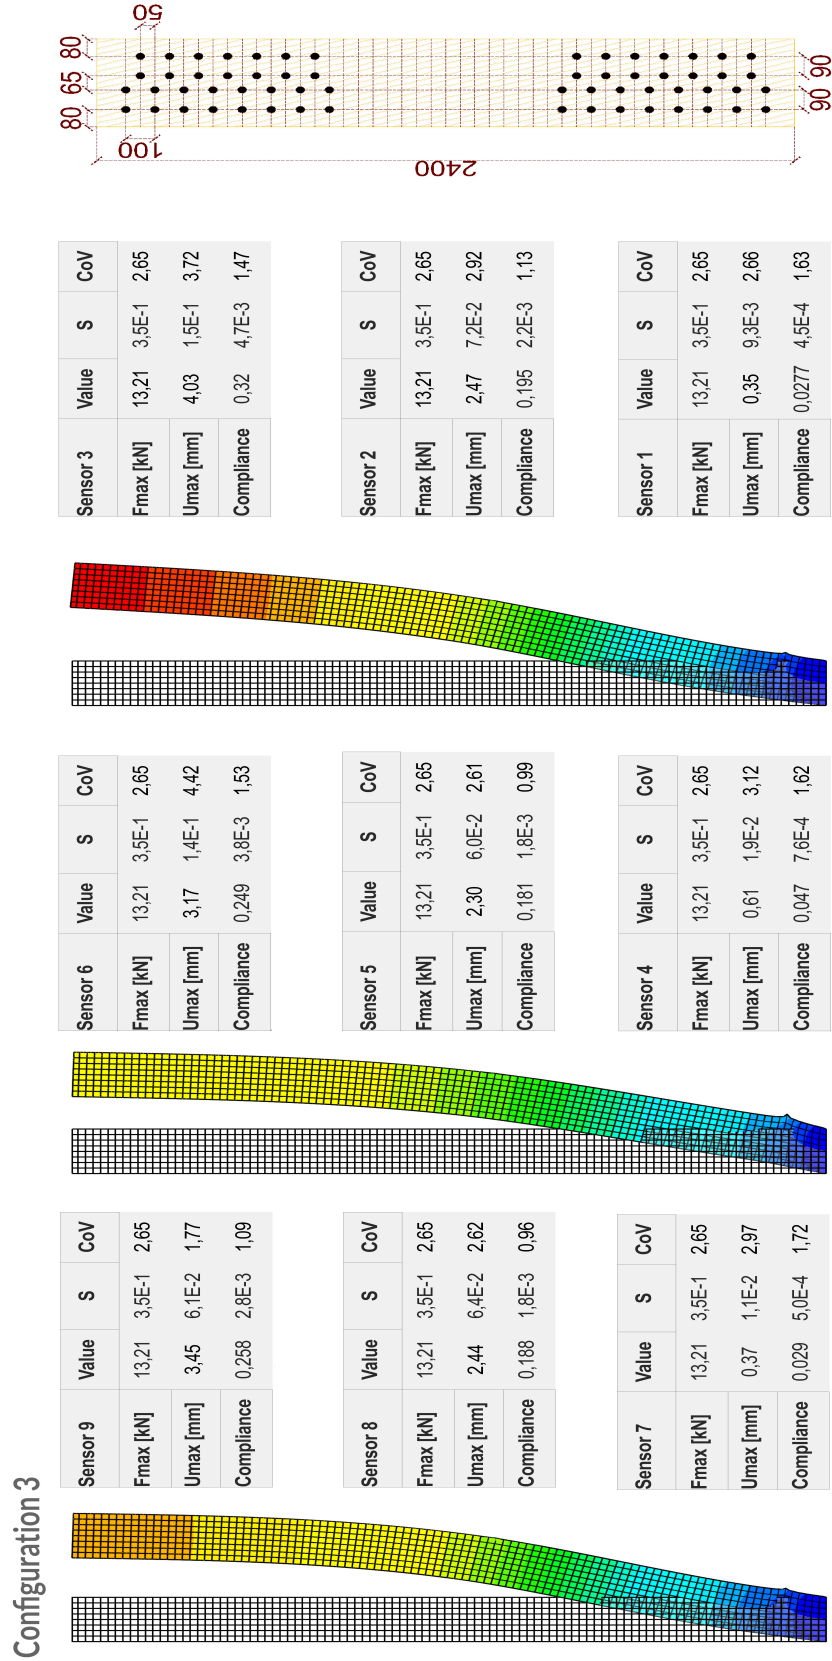 Configuration 3
Sensor 9 Value S CoV
Fmax [kN] 13,21 3,5E-1 2,65
Umax [mm] 3,45 6,1E-2 1,77
Compliance 0,258 2,8E-3 1,09
Sensor 8 Value S CoV
Fmax [kN] 13,21 3,5E-1 2,65
Umax [mm] 2,44 6,4E-2 2,62
Compliance 0,188 1,8E-3 0,96
Sensor 7 Value S CoV
Fmax [kN] 13,21 3,5E-1 2,65
Umax [mm] 0,37 1,1E-2 2,97
Compliance 0,029 5,0E-4 1,72
Sensor 6 Value S CoV
Fmax [kN] 13,21 3,5E-1 2,65
Umax [mm] 3,17 1,4E-1 4,42
Compliance 0,249 3,8E-3 1,53
Sensor 5 Value S CoV
Fmax [kN] 13,21 3,5E-1 2,65
Umax [mm] 2,30 6,0E-2 2,61
Compliance 0,181 1,8E-3 0,99
Sensor 4 Value S CoV
Fmax [kN] 13,21 3,5E-1 2,65
Umax [mm] 0,61 1,9E-2 3,12
Compliance 0,047 7,6E-4 1,62
Sensor 3 Value S CoV
Fmax [kN] 13,21 3,5E-1 2,65
Umax [mm] 4,03 1,5E-1 3,72
Compliance 0,32 4,7E-3 1,47
Sensor 2 Value S CoV
Fmax [kN] 13,21 3,5E-1 2,65
Umax [mm] 2,47 7,2E-2 2,92
Compliance 0,195 2,2E-3 1,13
Sensor 1 Value S CoV
Fmax [kN] 13,21 3,5E-1 2,65
Umax [mm] 0,35 9,3E-3 2,66
Compliance 0,0277 4,5E-4 1,63
80 65 80
50
100
2400
90 90